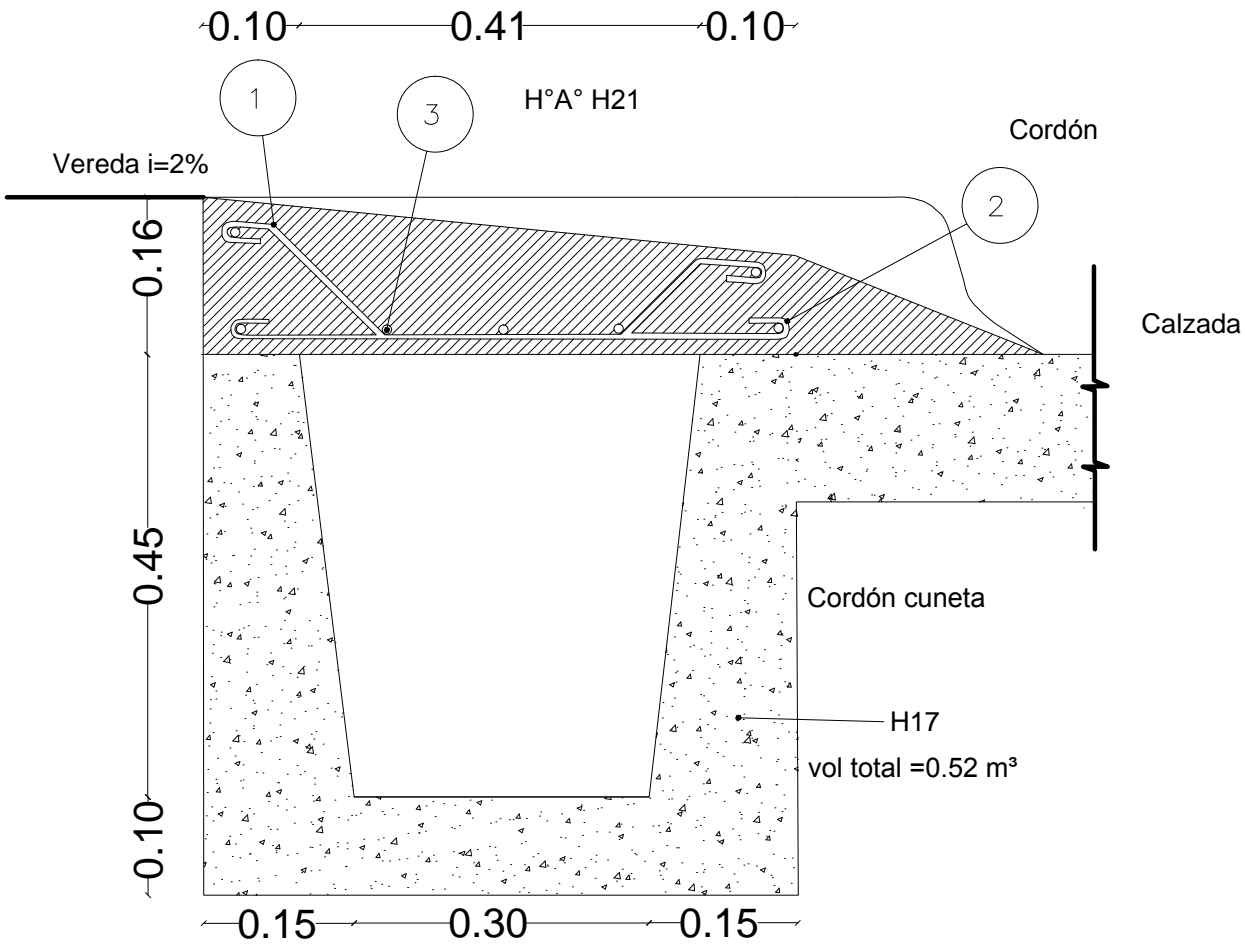 0.10 0.41 0.10
1
3
H°A° H21
Cordón
Vereda i=2%
2
0.16
Calzada
0.45
Cordón cuneta
H17
vol total =0.52 m³
0.10
0.15 0.30 0.15